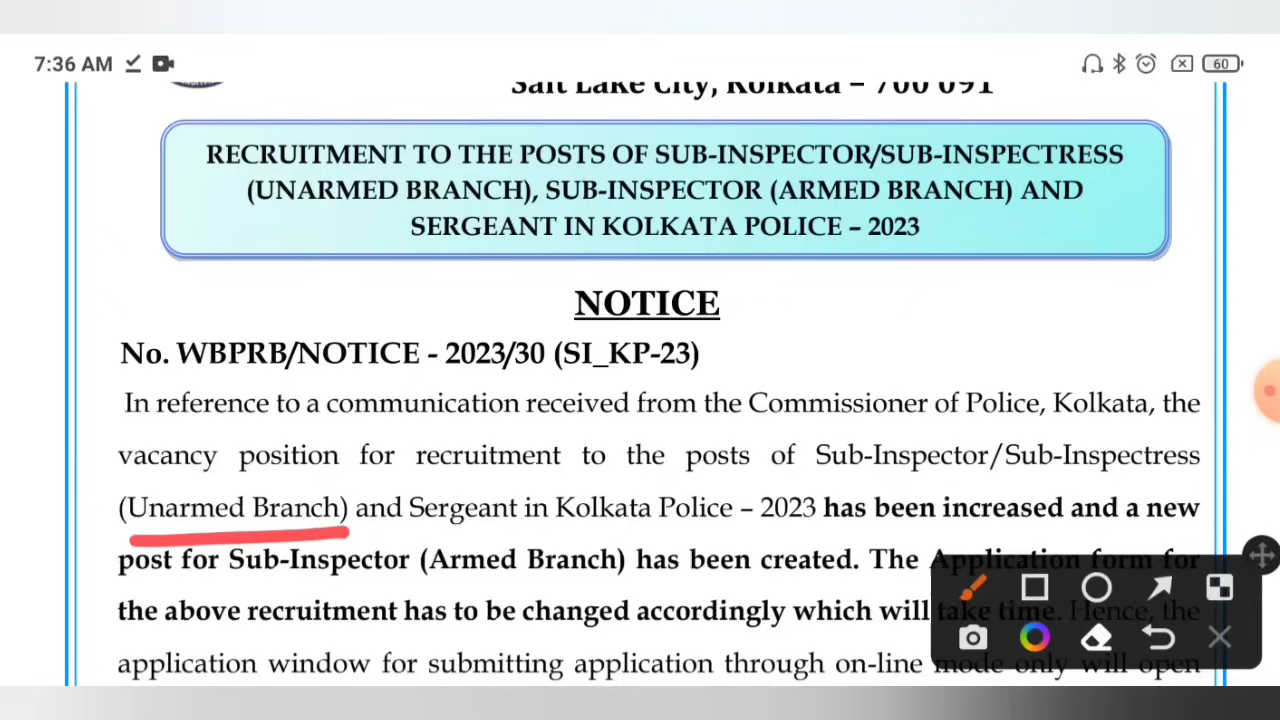 7:36 AM
60
Salt Lake City, Kolkata – 700 091
RECRUITMENT TO THE POSTS OF SUB-INSPECTOR/SUB-INSPECTRESS
(UNARMED BRANCH), SUB-INSPECTOR (ARMED BRANCH) AND
SERGEANT IN KOLKATA POLICE – 2023
NOTICE
No. WBPRB/NOTICE - 2023/30 (SI_KP-23)
In reference to a communication received from the Commissioner of Police, Kolkata, the
vacancy position for recruitment to the posts of Sub-Inspector/Sub-Inspectress
(Unarmed Branch) and Sergeant in Kolkata Police – 2023 has been increased and a new
post for Sub-Inspector (Armed Branch) has been created. The Application form for
the above recruitment has to be changed accordingly which will take time. Hence, the
application window for submitting application through on-line mode only will open